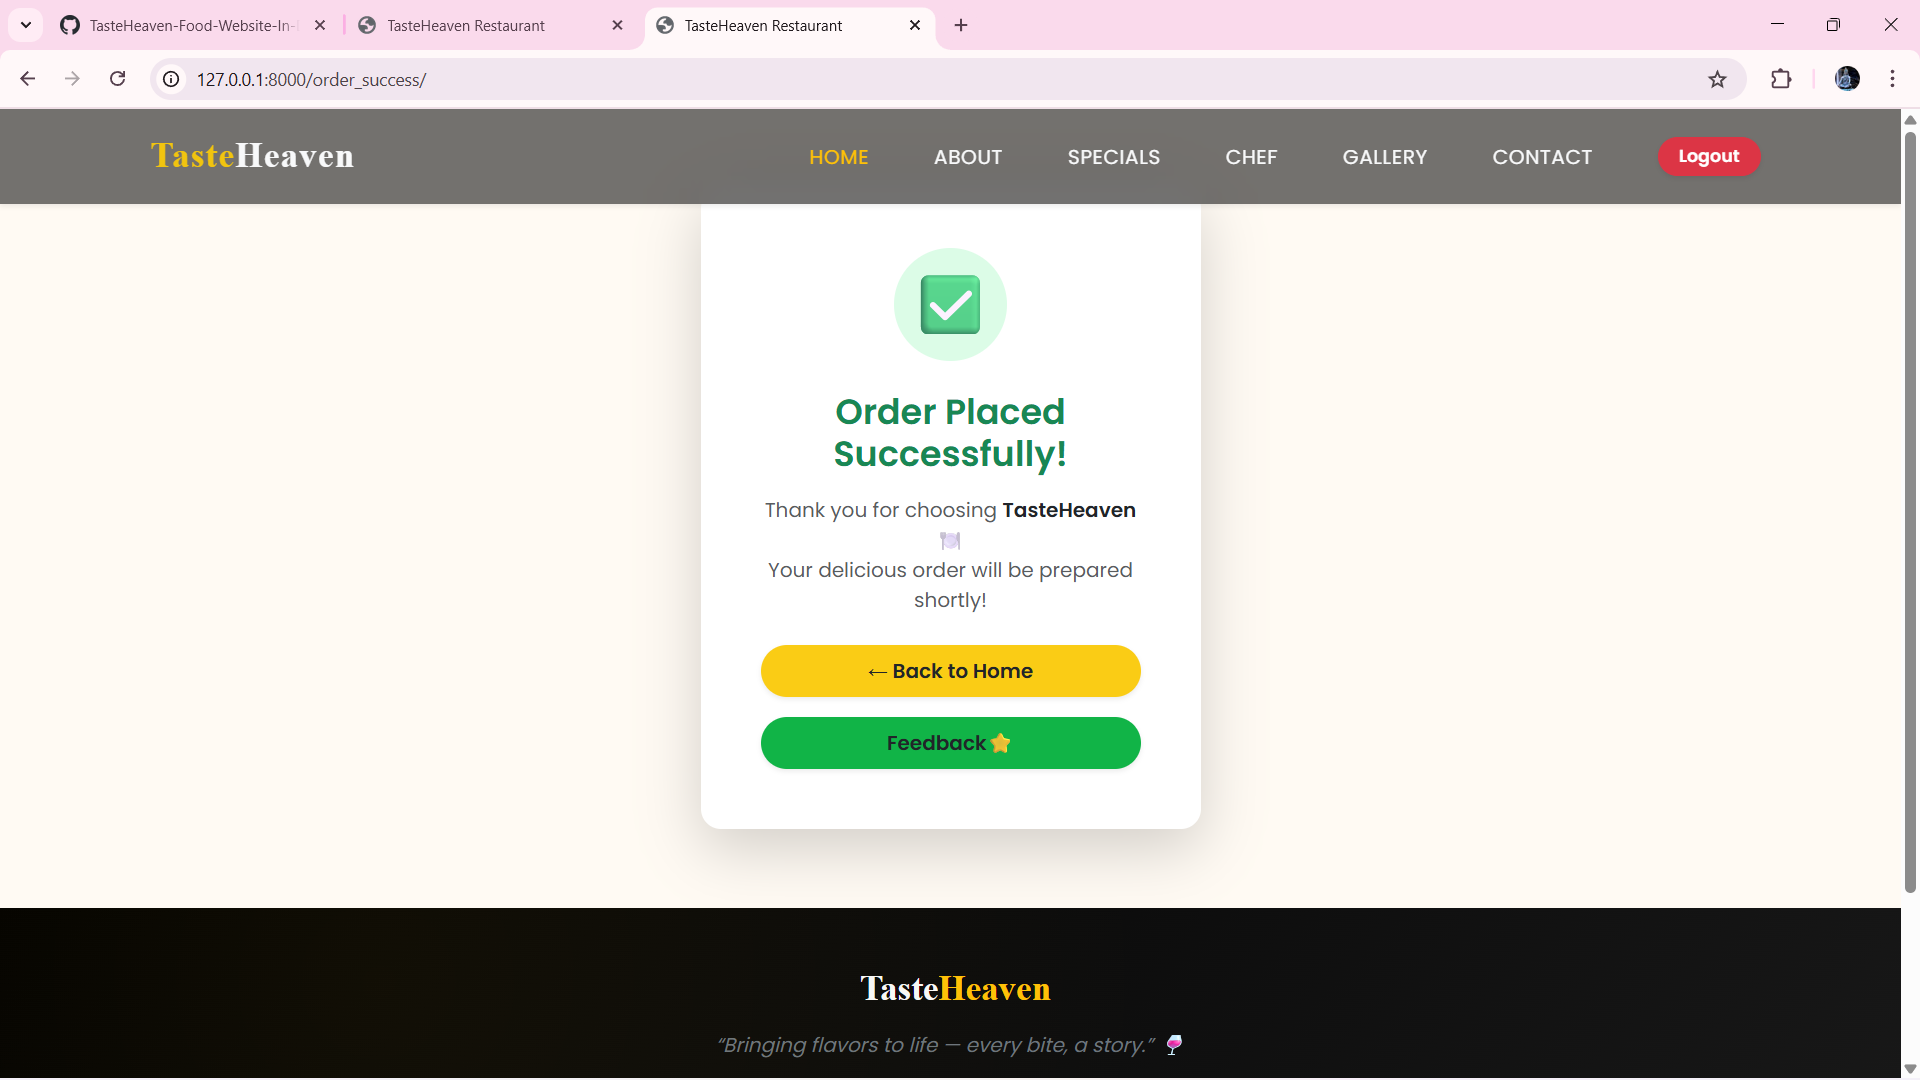 TasteHeaven-Food-Website-In-
TasteHeaven Restaurant
TasteHeaven Restaurant
127.0.0.1:8000/order_success/
TasteHeaven
HOME
ABOUT
SPECIALS
CHEF
GALLERY
CONTACT
Logout
Order Placed
Successfully!
Thank you for choosing TasteHeaven
🍽️
Your delicious order will be prepared
shortly!
← Back to Home
Feedback ⭐
TasteHeaven
“Bringing flavors to life — every bite, a story.” 🍷